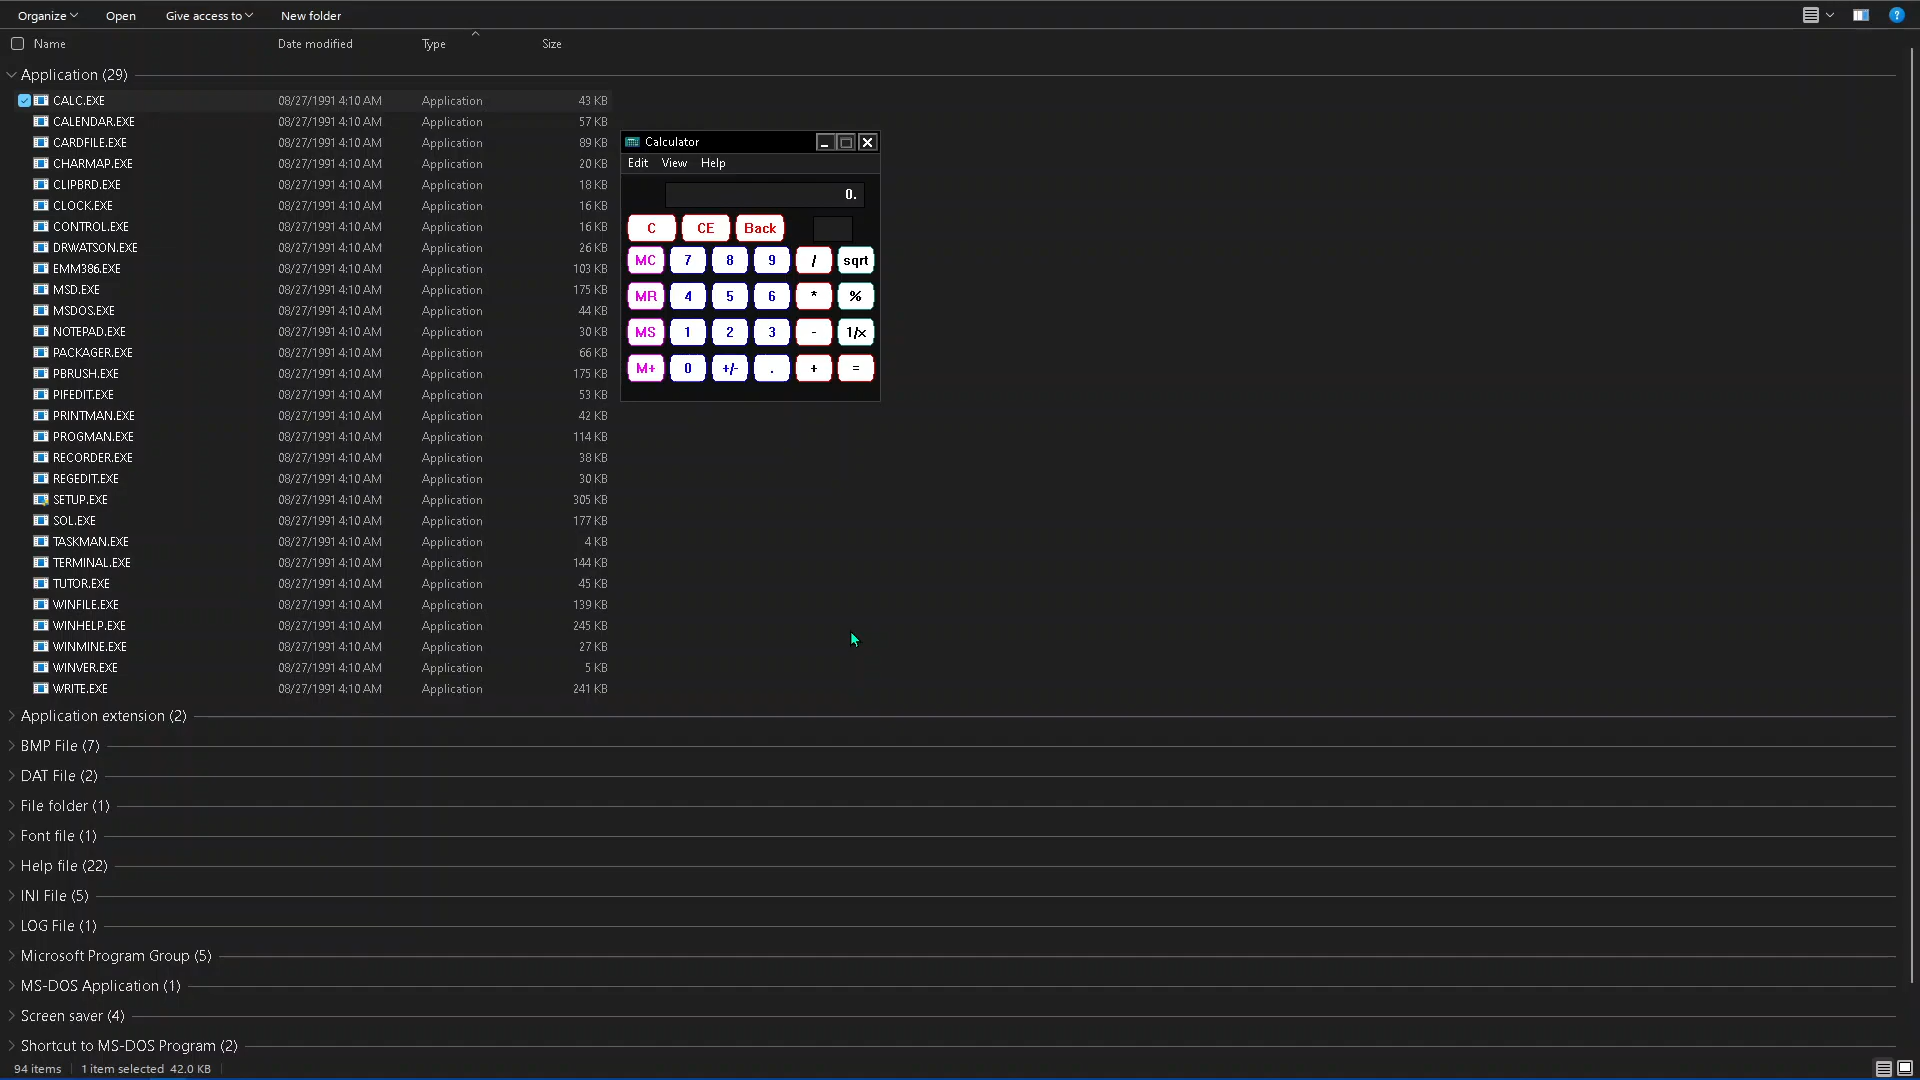 Organize Open Give access to New folder
Name Date modified Type Size
Application (29)
CALC.EXE 08/27/1991 4:10 AM Application 43 KB
CALENDAR.EXE 08/27/1991 4:10 AM Application 57 KB
CARDFILE.EXE 08/27/1991 4:10 AM Application 89 KB
CHARMAP.EXE 08/27/1991 4:10 AM Application 20 KB
CLIPBRD.EXE 08/27/1991 4:10 AM Application 18 KB
CLOCK.EXE 08/27/1991 4:10 AM Application 16 KB
CONTROL.EXE 08/27/1991 4:10 AM Application 16 KB
DRWATSON.EXE 08/27/1991 4:10 AM Application 26 KB
EMM386.EXE 08/27/1991 4:10 AM Application 103 KB
MSD.EXE 08/27/1991 4:10 AM Application 175 KB
MSDOS.EXE 08/27/1991 4:10 AM Application 44 KB
NOTEPAD.EXE 08/27/1991 4:10 AM Application 30 KB
PACKAGER.EXE 08/27/1991 4:10 AM Application 66 KB
PBRUSH.EXE 08/27/1991 4:10 AM Application 175 KB
PIFEDIT.EXE 08/27/1991 4:10 AM Application 53 KB
PRINTMAN.EXE 08/27/1991 4:10 AM Application 42 KB
PROGMAN.EXE 08/27/1991 4:10 AM Application 114 KB
RECORDER.EXE 08/27/1991 4:10 AM Application 38 KB
REGEDIT.EXE 08/27/1991 4:10 AM Application 30 KB
SETUP.EXE 08/27/1991 4:10 AM Application 305 KB
SOL.EXE 08/27/1991 4:10 AM Application 177 KB
TASKMAN.EXE 08/27/1991 4:10 AM Application 4 KB
TERMINAL.EXE 08/27/1991 4:10 AM Application 144 KB
TUTOR.EXE 08/27/1991 4:10 AM Application 45 KB
WINFILE.EXE 08/27/1991 4:10 AM Application 139 KB
WINHELP.EXE 08/27/1991 4:10 AM Application 245 KB
WINMINE.EXE 08/27/1991 4:10 AM Application 27 KB
WINVER.EXE 08/27/1991 4:10 AM Application 5 KB
WRITE.EXE 08/27/1991 4:10 AM Application 241 KB
Application extension (2)
BMP File (7)
DAT File (2)
File folder (1)
Font file (1)
Help file (22)
INI File (5)
LOG File (1)
Microsoft Program Group (5)
MS-DOS Application (1)
Screen saver (4)
Shortcut to MS-DOS Program (2)
94 items 1 item selected 42.0 KB
Calculator
Edit View Help
0.
C CE Back
MC 7 8 9 / sqrt
MR 4 5 6 * %
MS 1 2 3 - 1/x
M+ 0 +/- . + =